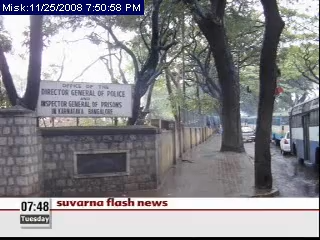 Misk:11/25/2008 7:50:58 PM
OFFICE OF THE
DIRECTOR GENERAL OF POLICE
AND
INSPECTOR GENERAL OF PRISONS
IN KARNATAKA, BANGALORE
07:48
Tuesday
suvarna flash news